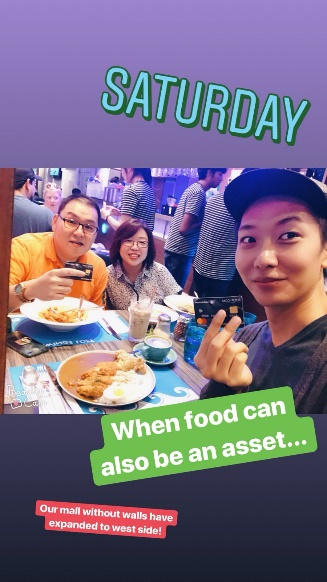 SATURDAY
When food can
also be an asset...
Our mall without walls have
expanded to west side!